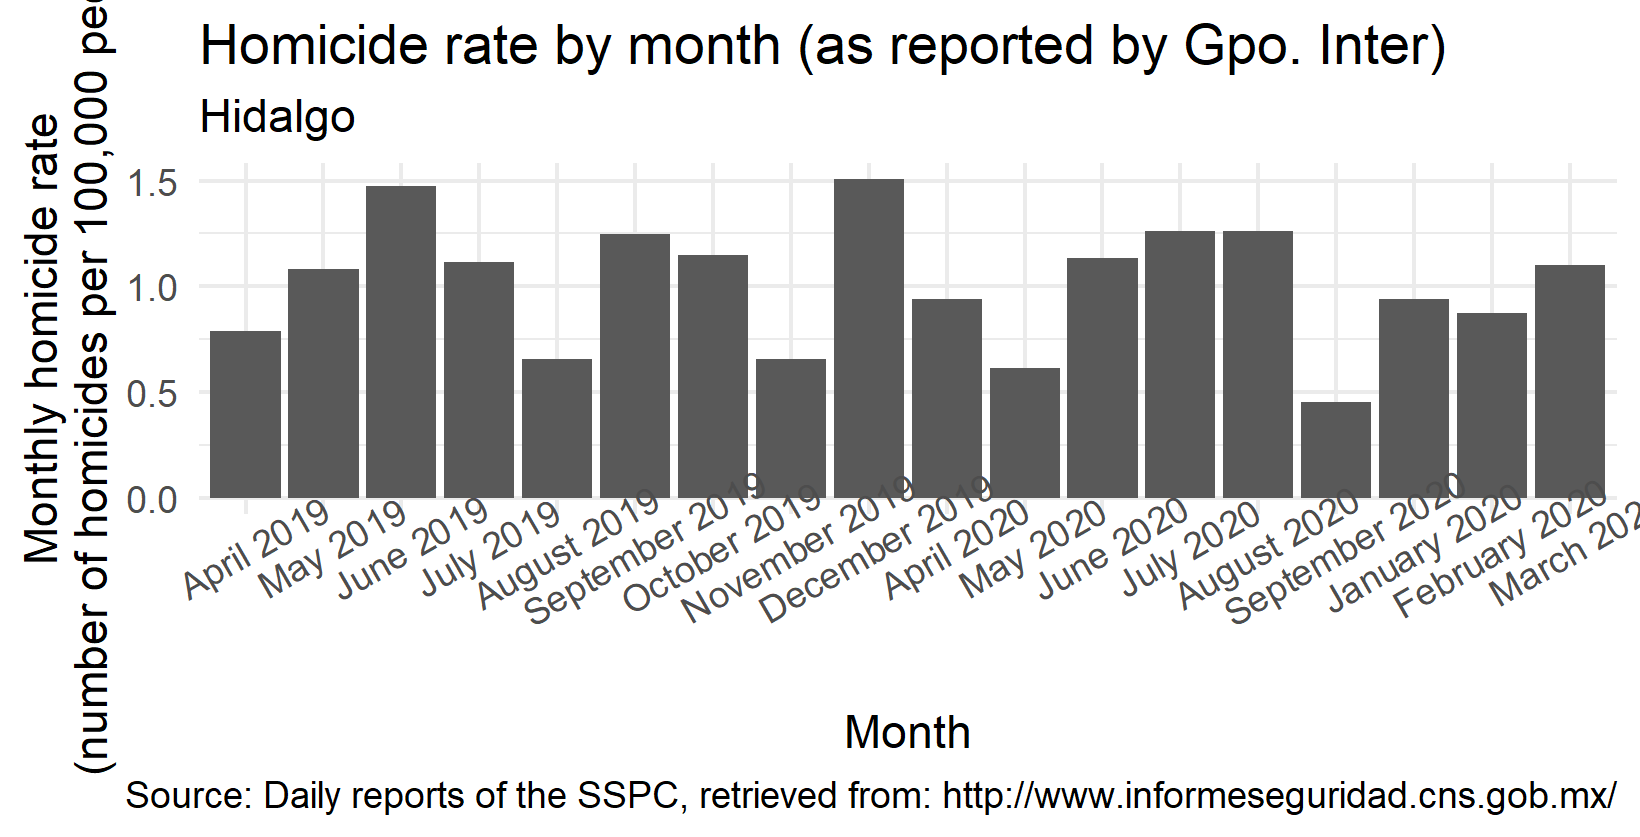 Homicide rate by month (as reported by Gpo. Inter)
Hidalgo
Monthly homicide rate
(number of homicides per 100,000
1.5
1.0
0.5
0.0
April 2019
May 2019
June 2019
July 2019
August 2019
September 2019
October 2019
November 2019
December 2019
April 2020
May 2020
June 2020
July 2020
August 2020
September 2020
January 2020
February 2020
March 202
Month
Source: Daily reports of the SSPC, retrieved from: http://www.informeseguridad.cns.gob.mx/